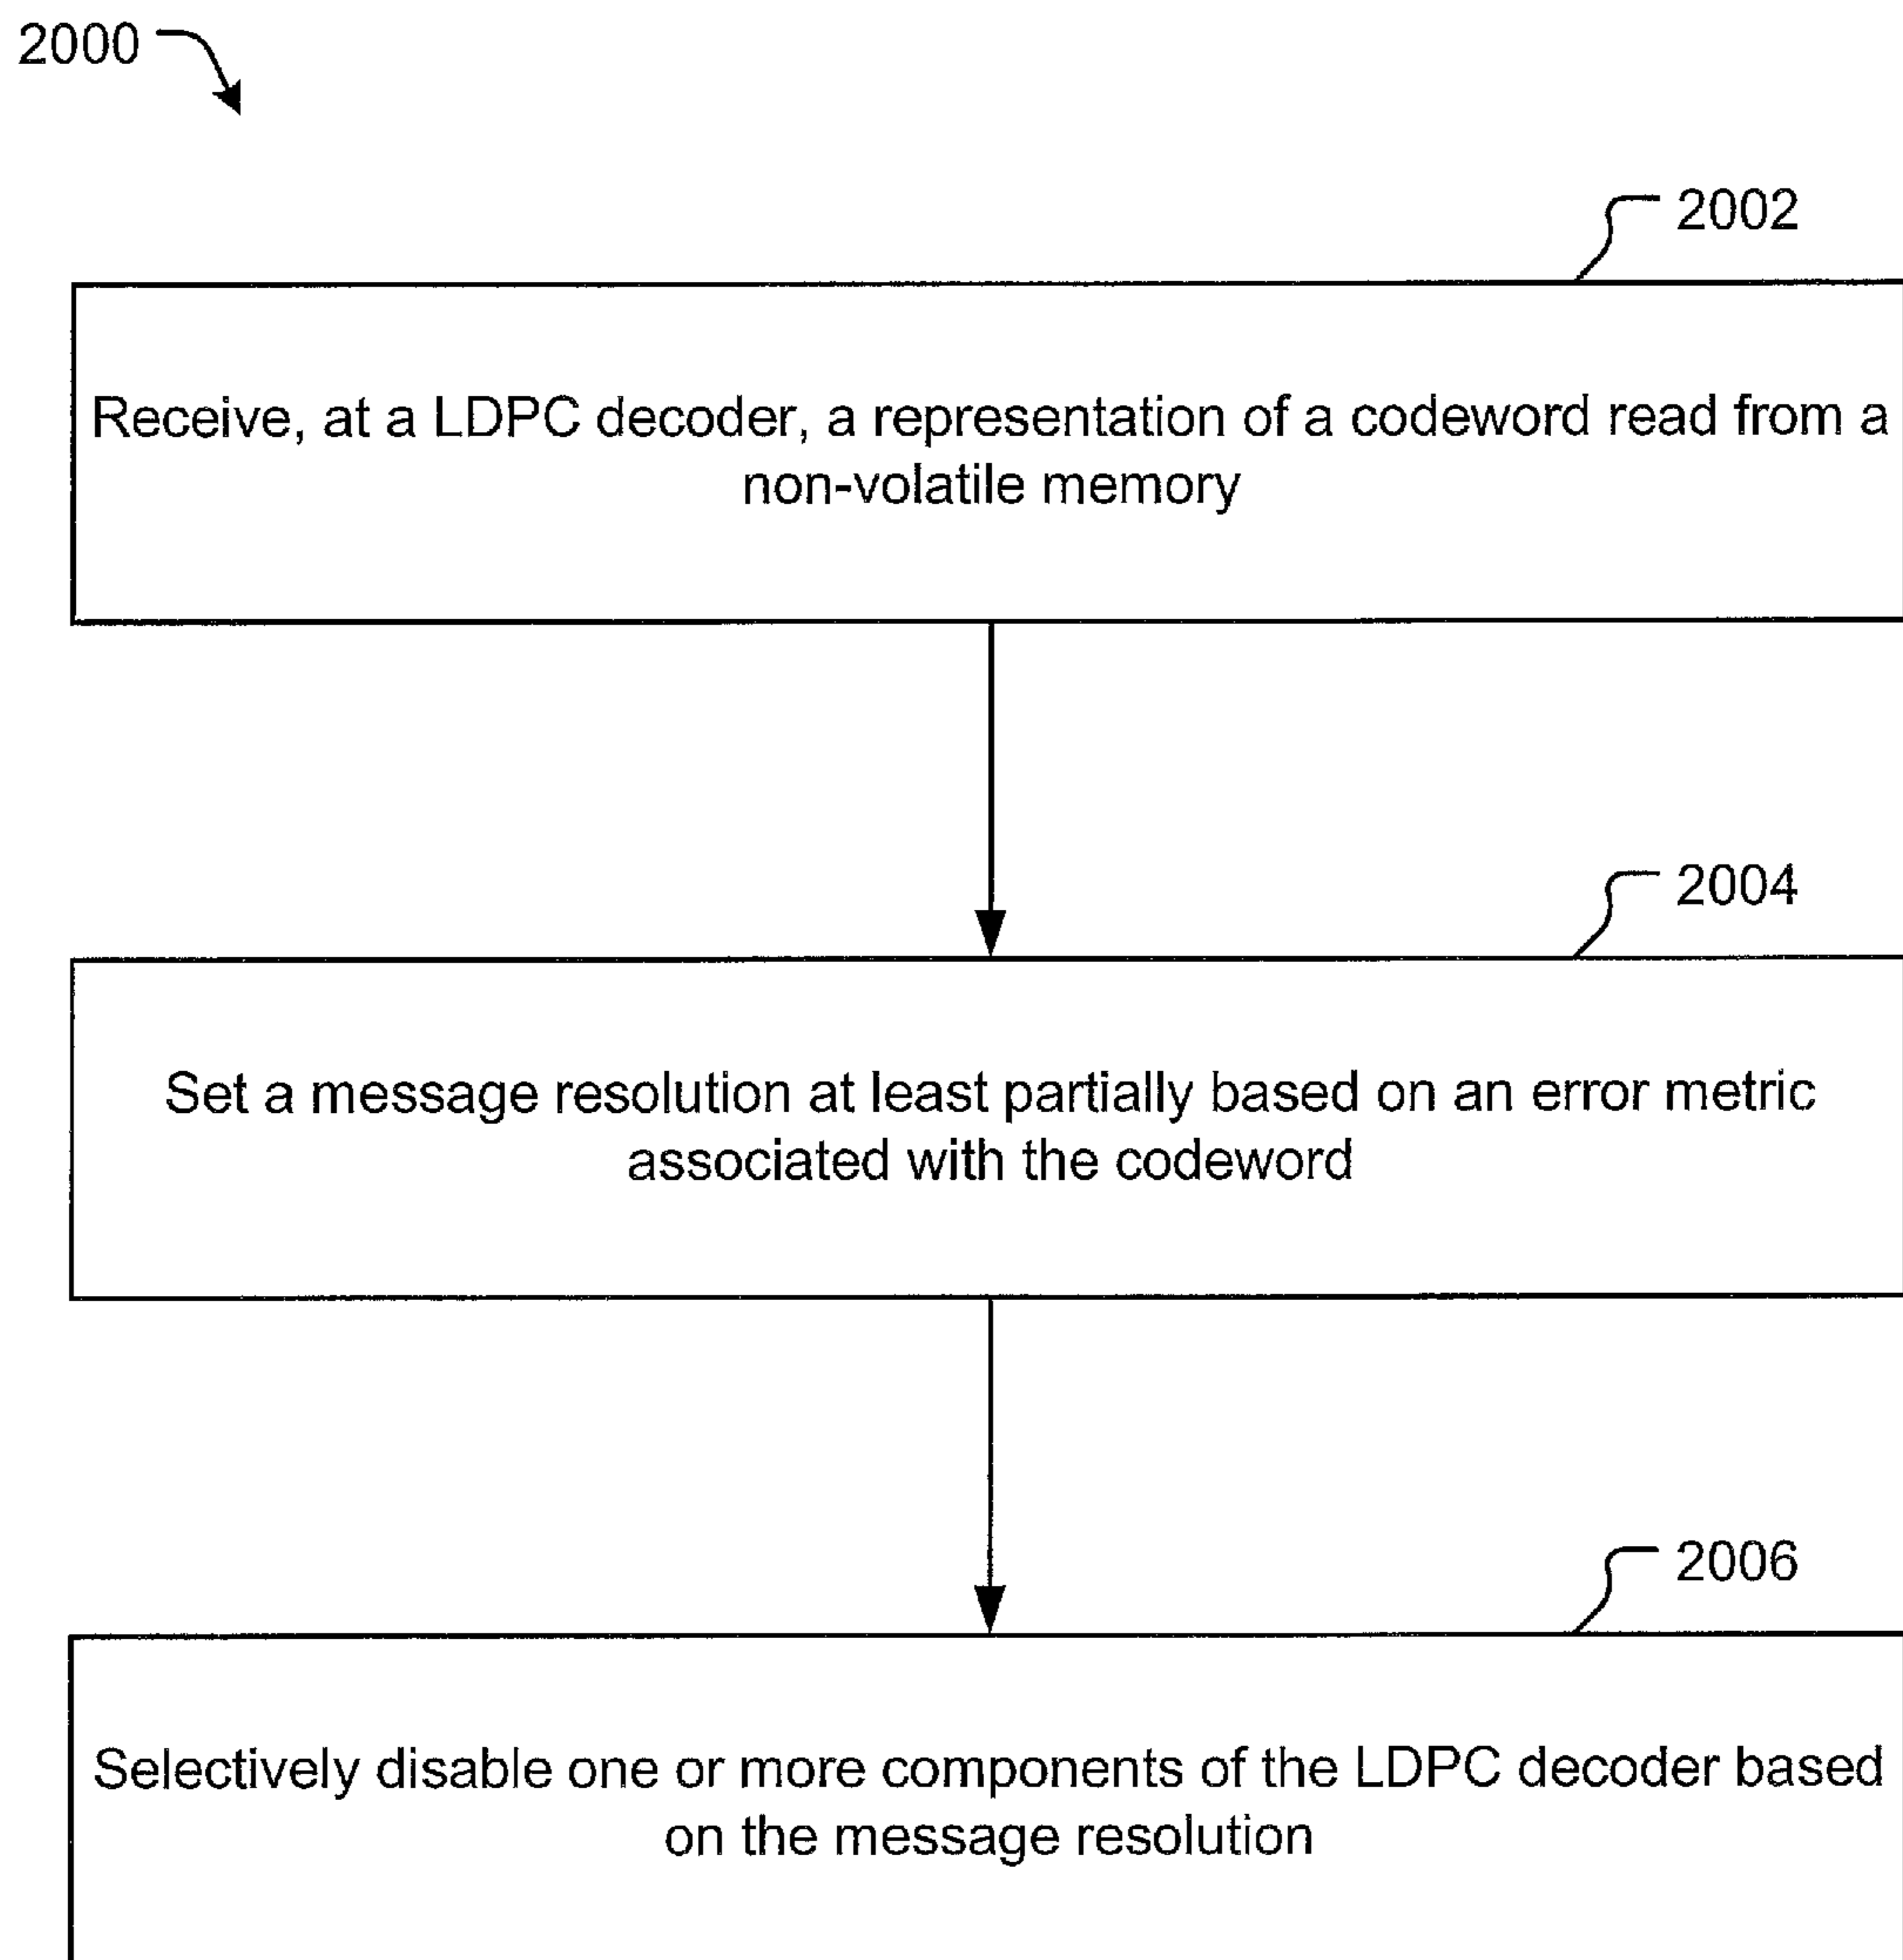 2000
2002
Receive, at a LDPC decoder, a representation of a codeword read from a
non-volatile memory
2004
Set a message resolution at least partially based on an error metric
associated with the codeword
2006
Selectively disable one or more components of the LDPC decoder based
on the message resolution